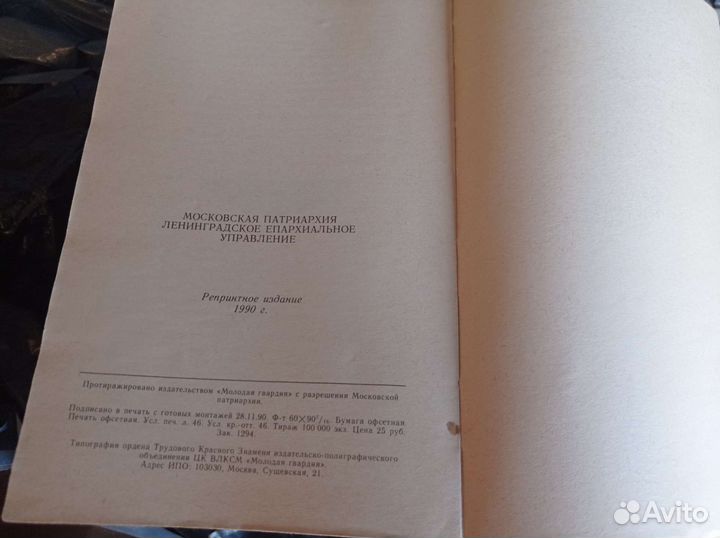 МОСКОВСКАЯ ПАТРИАРХИЯ
ЛЕНИНГРАДСКОЕ ЕПАРХИАЛЬНОЕ
УПРАВЛЕНИЕ
Репринтное издание
1990 г.
Протиражировано издательством «Молодая гвардия» с разрешения Московской
патриархии.
Подписано в печать с готовых монтажей 28.11.90. Ф-т 60×90¹/₁₆. Бумага офсетная
Печать офсетная. Усл. печ. л. 46. Усл. кр.-отт. 46. Тираж 100 000 экз. Цена 25 руб.
Зак. 1294.
Типография ордена Трудового Красного Знамени издательско-полиграфического
объединения ЦК ВЛКСМ «Молодая гвардия».
Адрес ИПО: 103030, Москва, Сущевская, 21.
Avito